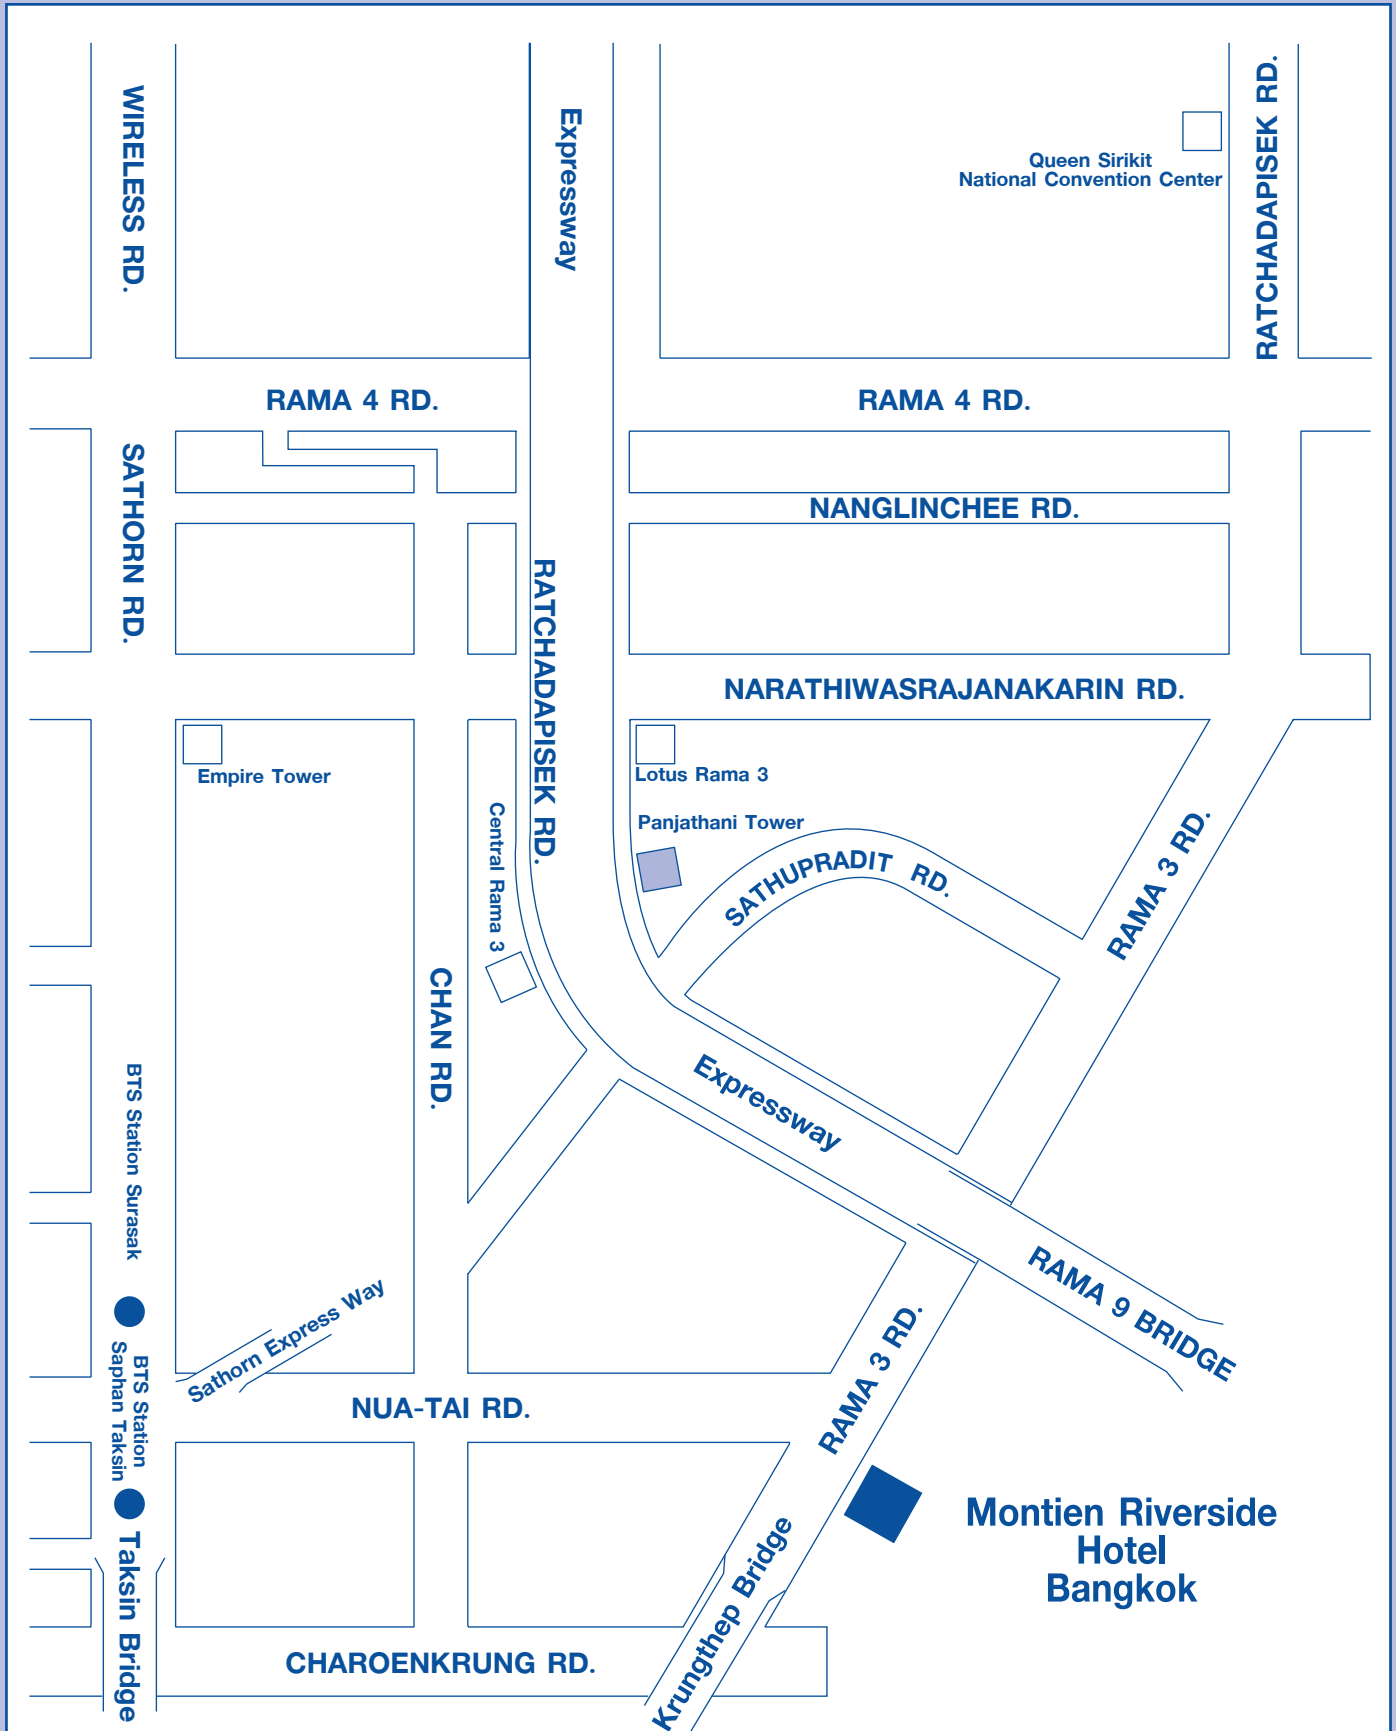 WIRELESS RD.
Expressway
RATCHADAPISEK RD.
Queen Sirikit
National Convention Center
RAMA 4 RD.
RAMA 4 RD.
SATHORN RD.
NANGLINCHEE RD.
RATCHADAPISEK RD.
NARATHIWASRAJANAKARIN RD.
Empire Tower
Lotus Rama 3
Panjathani Tower
Central Rama 3
SATHUPRADIT RD.
RAMA 3 RD.
CHAN RD.
Expressway
BTS Station Surasak
RAMA 9 BRIDGE
Sathorn Express Way
RAMA 3 RD.
BTS Station
Saphan Taksin
NUA-TAI RD.
Montien Riverside
Hotel
Bangkok
Taksin Bridge
Krungthep Bridge
CHAROENKRUNG RD.